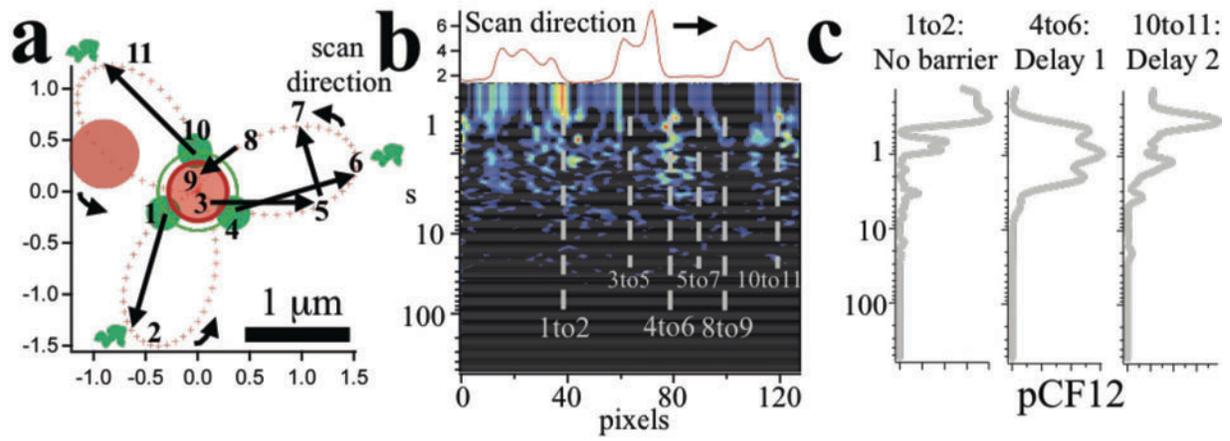 a
scan
direction
11
10
8
7
6
9
3
1
4
5
2
1 μm
1.0
0.5
0.0
-0.5
-1.0
-1.5
-1.0 -0.5 0.0 0.5 1.0 1.5
b
Scan direction
6
4
2
1
s
10
100
3to5 5to7 10to11
1to2 4to6 8to9
0 40 80 120
pixels
c
1to2: 4to6: 10to11:
No barrier Delay 1 Delay 2
1
10
100
pCF12